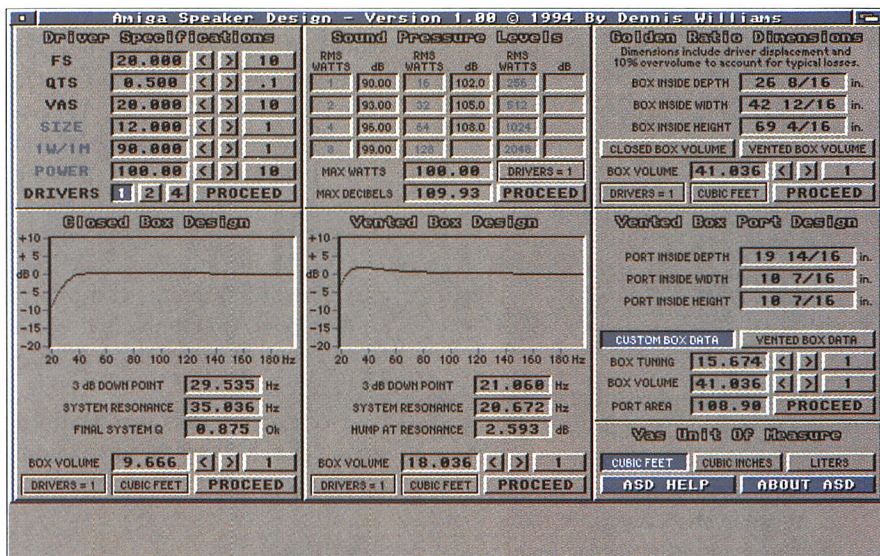 Amiga Speaker Design – Version 1.00 © 1994 By Dennis Williams
Driver Specifications
FS 20.000 < > 10
QTS 0.500 < > .1
VAS 20.000 < > 10
SIZE 12.000 < > 1
1W/1M 90.000 < > 1
POWER 100.00 < > 10
DRIVERS 1 2 4 PROCEED
Sound Pressure Levels
RMS WATTS dB RMS WATTS dB RMS WATTS dB
1 90.00 16 102.0 256
2 93.00 32 105.0 512
4 96.00 64 108.0 1024
8 99.00 128 2048
MAX WATTS 100.00 DRIVERS = 1
MAX DECIBELS 109.93 PROCEED
Golden Ratio Dimensions
Dimensions include driver displacement and
10% overvolume to account for typical losses.
BOX INSIDE DEPTH 26 8/16 in.
BOX INSIDE WIDTH 42 12/16 in.
BOX INSIDE HEIGHT 69 4/16 in.
CLOSED BOX VOLUME VENTED BOX VOLUME
BOX VOLUME 41.036 < > 1
DRIVERS = 1 CUBIC FEET PROCEED
Closed Box Design
+10
+ 5
dB 0
- 5
-10
-15
-20
20 40 60 80 100 120 140 160 180 Hz
3 dB DOWN POINT 29.535 Hz
SYSTEM RESONANCE 35.036 Hz
FINAL SYSTEM Q 0.875 Ok
BOX VOLUME 9.666 < > 1
DRIVERS = 1 CUBIC FEET PROCEED
Vented Box Design
+10
+ 5
dB 0
- 5
-10
-15
-20
20 40 60 80 100 120 140 160 180 Hz
3 dB DOWN POINT 21.060 Hz
SYSTEM RESONANCE 20.672 Hz
HUMP AT RESONANCE 2.593 dB
BOX VOLUME 18.036 < > 1
DRIVERS = 1 CUBIC FEET PROCEED
Vented Box Port Design
PORT INSIDE DEPTH 19 14/16 in.
PORT INSIDE WIDTH 10 7/16 in.
PORT INSIDE HEIGHT 10 7/16 in.
CUSTOM BOX DATA VENTED BOX DATA
BOX TUNING 15.674 < > 1
BOX VOLUME 41.036 < > 1
PORT AREA 108.90 PROCEED
Vas Unit Of Measure
CUBIC FEET CUBIC INCHES LITERS
ASD HELP ABOUT ASD